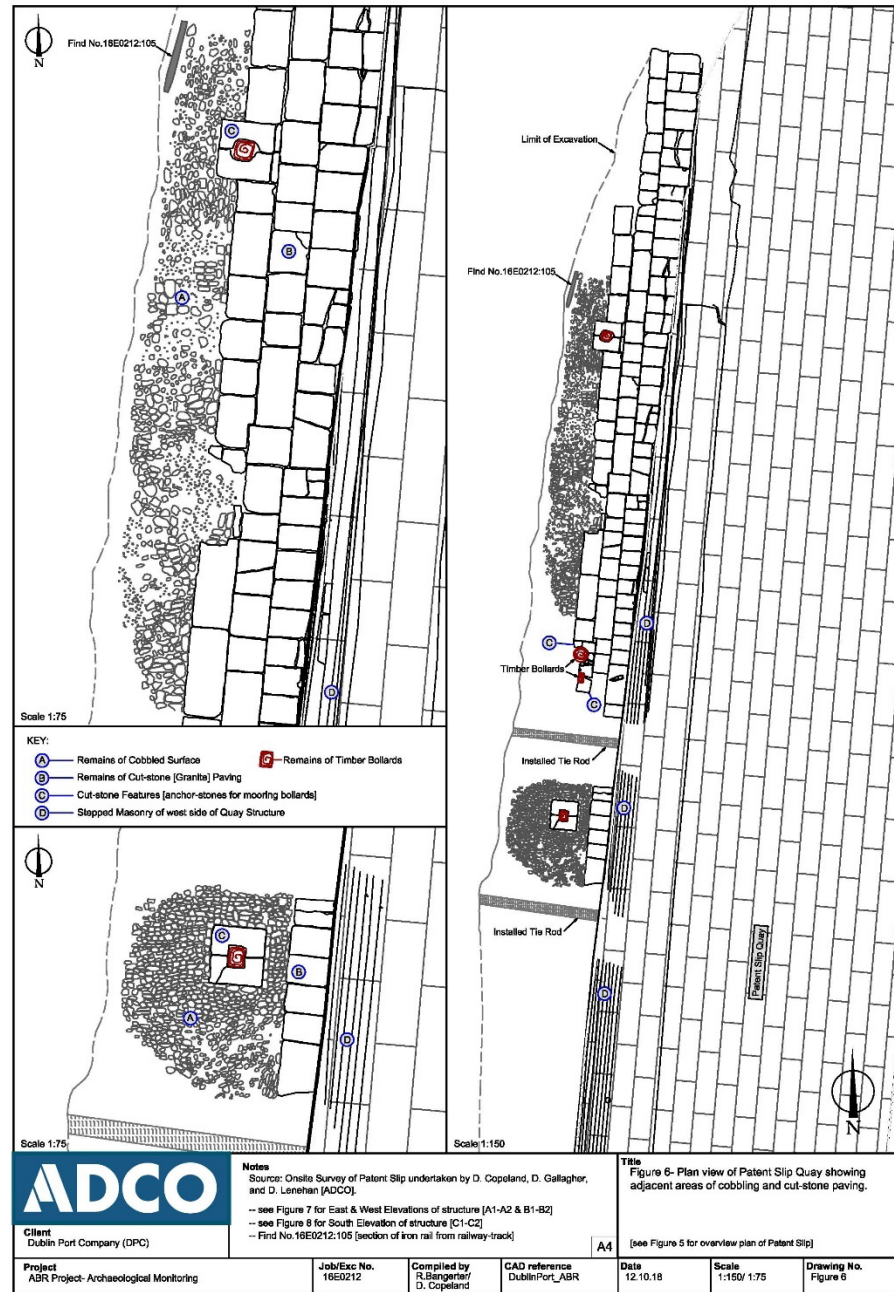 N
Find No.16E0212:105
C
G
B
A
D
Scale 1:75
KEY:
A Remains of Cobbled Surface
G Remains of Timber Bollards
B Remains of Cut-stone [Granite] Paving
C Cut-stone Features [anchor-stones for mooring bollards]
D Stepped Masonry of west side of Quay Structure
N
C
G
B
A
D
Scale 1:75
Limit of Excavation
Find No.16E0212:105
G
D
C
G
Timber Bollards
C
Installed Tie Rod
D
G
Installed Tie Rod
D
Patent Slip Quay
N
Scale 1:150
ADCO
Client
Dublin Port Company (DPC)
Notes
Source: Onsite Survey of Patent Slip undertaken by D. Copeland, D. Gallagher,
and D. Lenehan [ADCO].
-- see Figure 7 for East & West Elevations of structure [A1-A2 & B1-B2]
-- see Figure 8 for South Elevation of structure [C1-C2]
-- Find No.16E0212:105 [section of iron rail from railway-track]
A4
Title
Figure 6- Plan view of Patent Slip Quay showing
adjacent areas of cobbling and cut-stone paving.
[see Figure 5 for overview plan of Patent Slip]
Project
ABR Project- Archaeological Monitoring
Job/Exc No.
16E0212
Compiled by
R.Bangerter/
D. Copeland
CAD reference
DublinPort_ABR
Date
12.10.18
Scale
1:150/ 1:75
Drawing No.
Figure 6